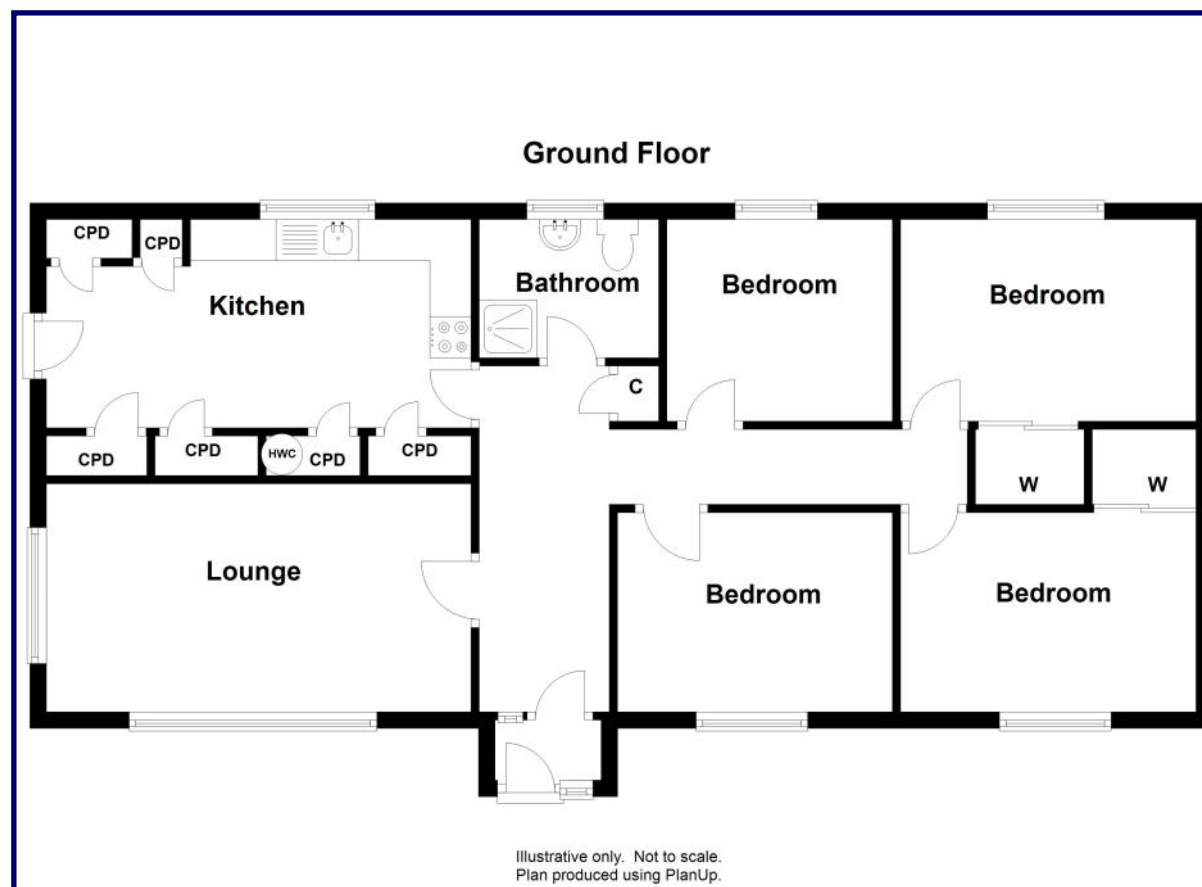 Ground Floor
CPD
CPD
Kitchen
Bathroom
Bedroom
Bedroom
C
CPD
CPD
HWC
CPD
CPD
W
W
Lounge
Bedroom
Bedroom
Illustrative only. Not to scale.
Plan produced using PlanUp.